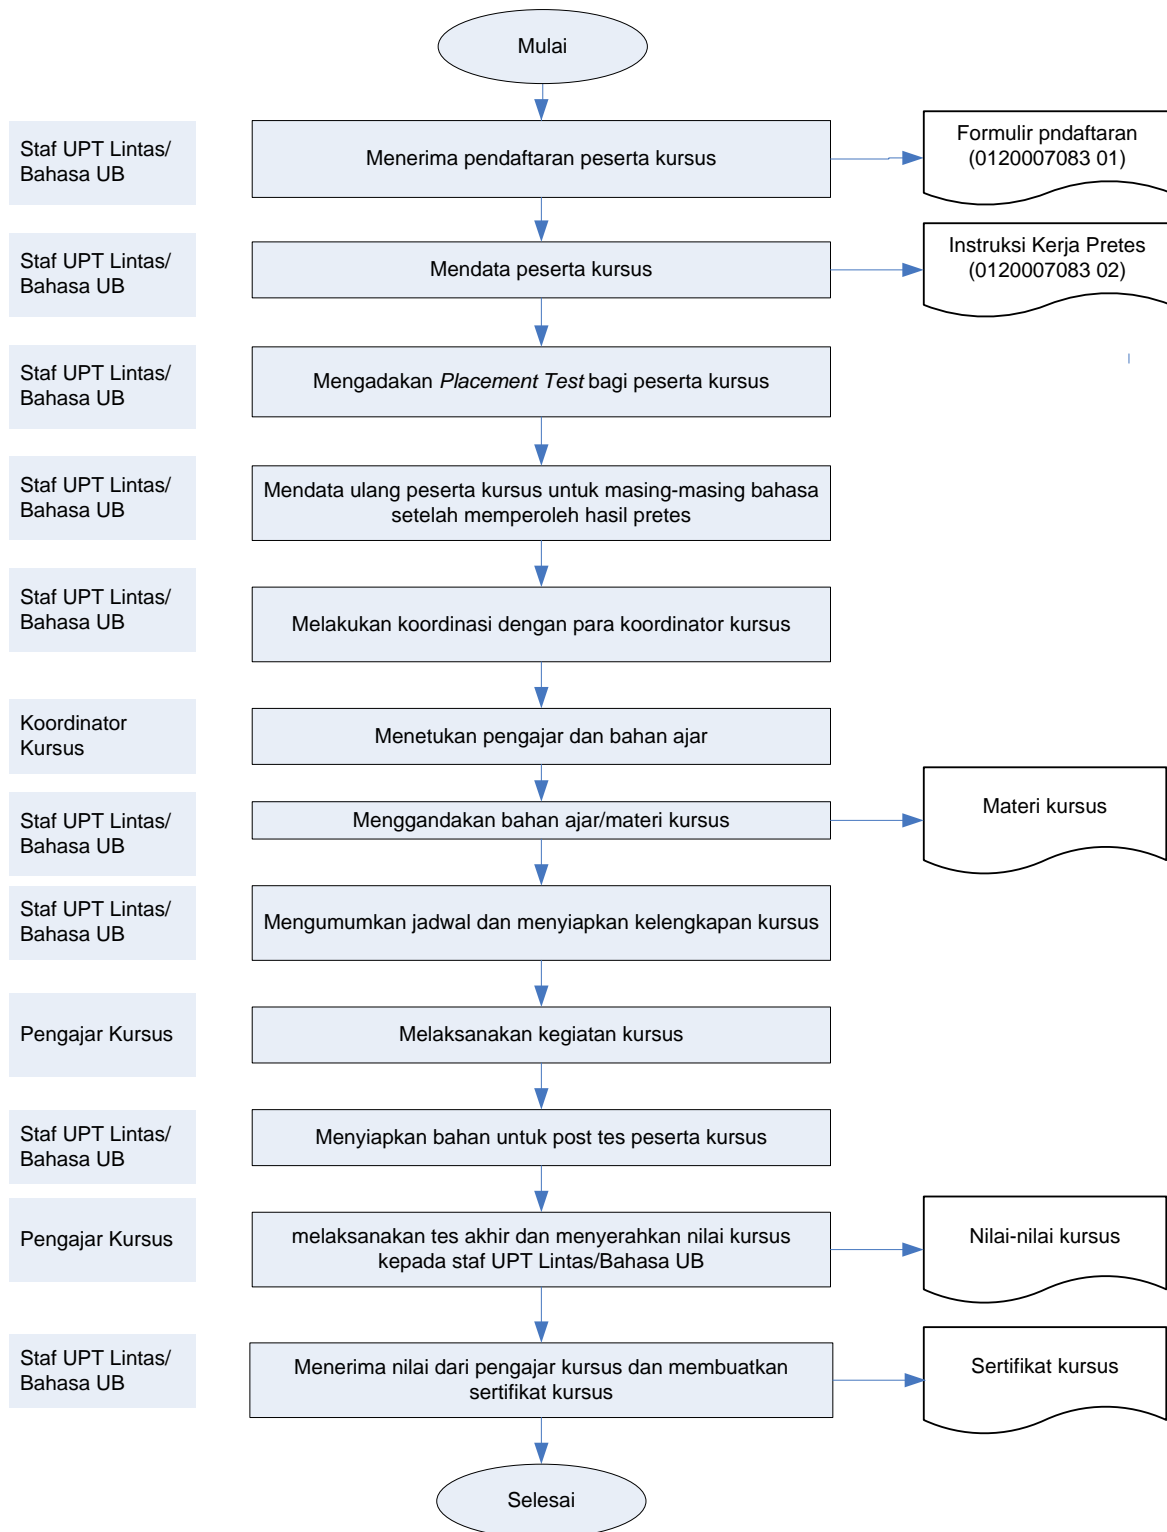 Mulai
Staf UPT Lintas/
Bahasa UB
Menerima pendaftaran peserta kursus
Formulir pndaftaran
(0120007083 01)
Staf UPT Lintas/
Bahasa UB
Mendata peserta kursus
Instruksi Kerja Pretes
(0120007083 02)
Staf UPT Lintas/
Bahasa UB
Mengadakan Placement Test bagi peserta kursus
Staf UPT Lintas/
Bahasa UB
Mendata ulang peserta kursus untuk masing-masing bahasa
setelah memperoleh hasil pretes
Staf UPT Lintas/
Bahasa UB
Melakukan koordinasi dengan para koordinator kursus
Koordinator
Kursus
Menetukan pengajar dan bahan ajar
Staf UPT Lintas/
Bahasa UB
Menggandakan bahan ajar/materi kursus
Materi kursus
Staf UPT Lintas/
Bahasa UB
Mengumumkan jadwal dan menyiapkan kelengkapan kursus
Pengajar Kursus
Melaksanakan kegiatan kursus
Staf UPT Lintas/
Bahasa UB
Menyiapkan bahan untuk post tes peserta kursus
Pengajar Kursus
melaksanakan tes akhir dan menyerahkan nilai kursus
kepada staf UPT Lintas/Bahasa UB
Nilai-nilai kursus
Staf UPT Lintas/
Bahasa UB
Menerima nilai dari pengajar kursus dan membuatkan
sertifikat kursus
Sertifikat kursus
Selesai